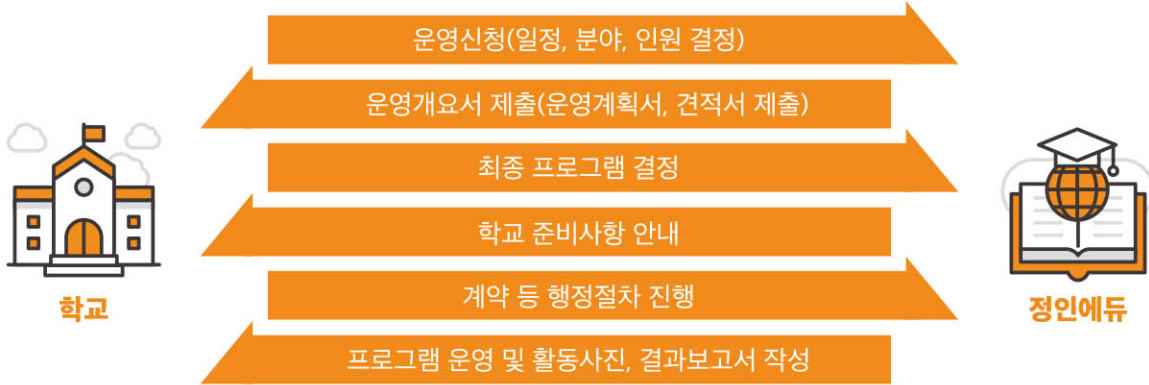 운영신청(일정, 분야, 인원 결정)
운영개요서 제출(운영계획서, 견적서 제출)
최종 프로그램 결정
학교 준비사항 안내
계약 등 행정절차 진행
프로그램 운영 및 활동사진, 결과보고서 작성
학교
정인에듀